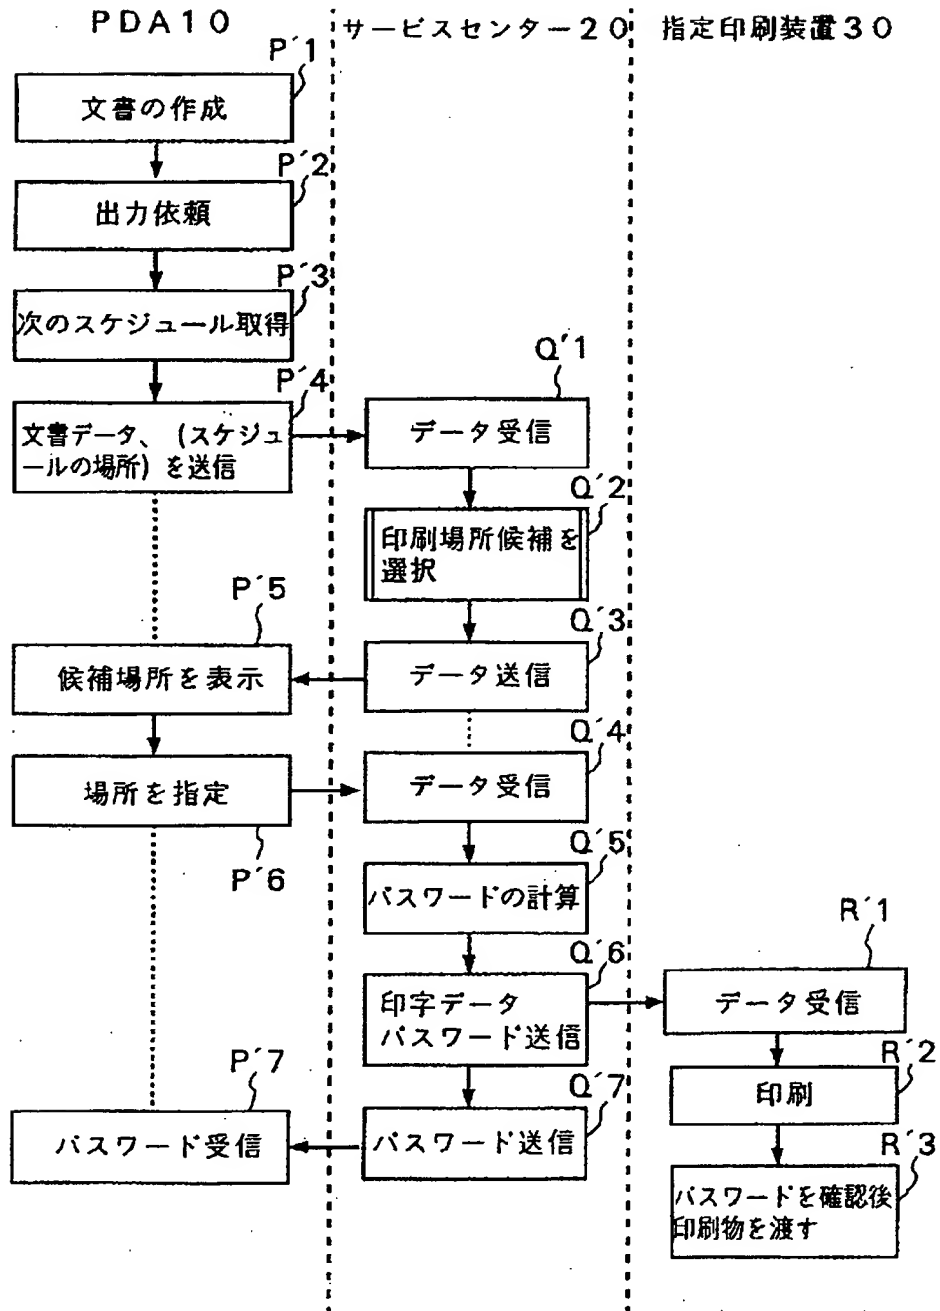 PDA10
サービスセンター20
指定印刷装置30
P´1
文書の作成
P´2
出力依頼
P´3
次のスケジュール取得
P´4
文書データ、(スケジュ
ールの場所)を送信
Q´1
データ受信
Q´2
印刷場所候補を
選択
P´5
候補場所を表示
Q´3
データ送信
Q´4
データ受信
場所を指定
P´6
Q´5
パスワードの計算
Q´6
印字データ
パスワード送信
R´1
データ受信
R´2
印刷
P´7
パスワード受信
Q´7
パスワード送信
R´3
パスワードを確認後
印刷物を渡す